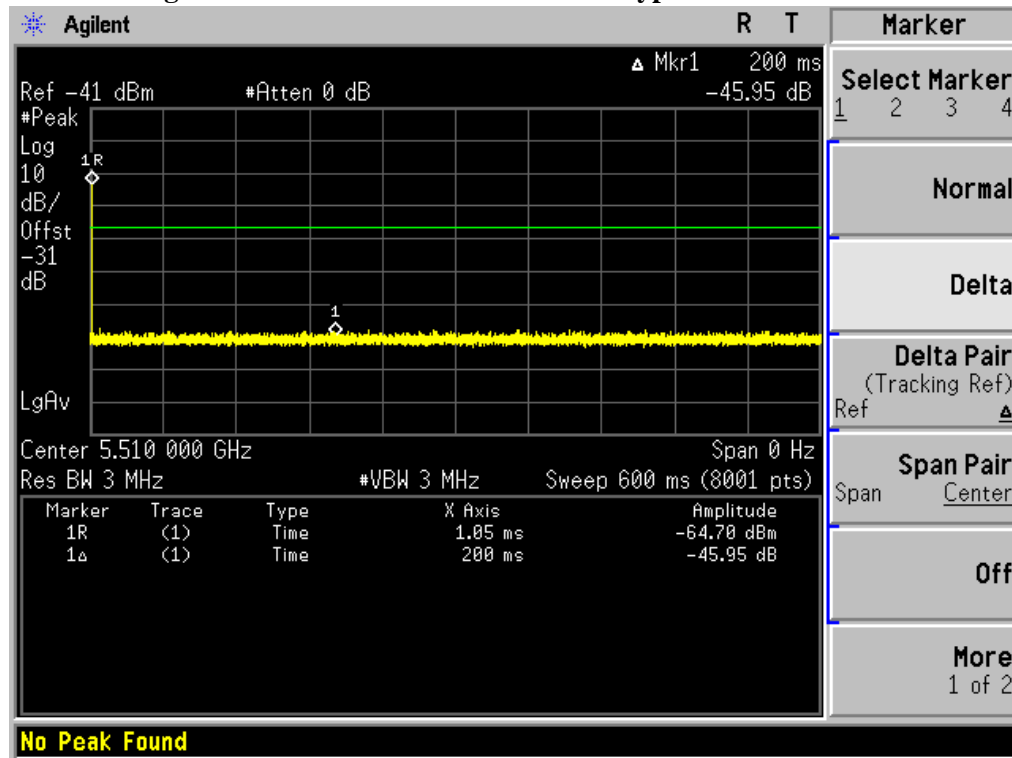 Agilent R T
▵ Mkr1 200 ms
Ref −41 dBm #Atten 0 dB −45.95 dB
#Peak
Log
10
dB/
Offst
−31
dB
1R
1
LgAv
Center 5.510 000 GHz Span 0 Hz
Res BW 3 MHz #VBW 3 MHz Sweep 600 ms (8001 pts)
Marker Trace Type X Axis Amplitude
1R (1) Time 1.05 ms −64.70 dBm
1▵ (1) Time 200 ms −45.95 dB
No Peak Found
Marker
Select Marker
1 2 3 4
Normal
Delta
Delta Pair
(Tracking Ref)
Ref ▵
Span Pair
Span Center
Off
More
1 of 2